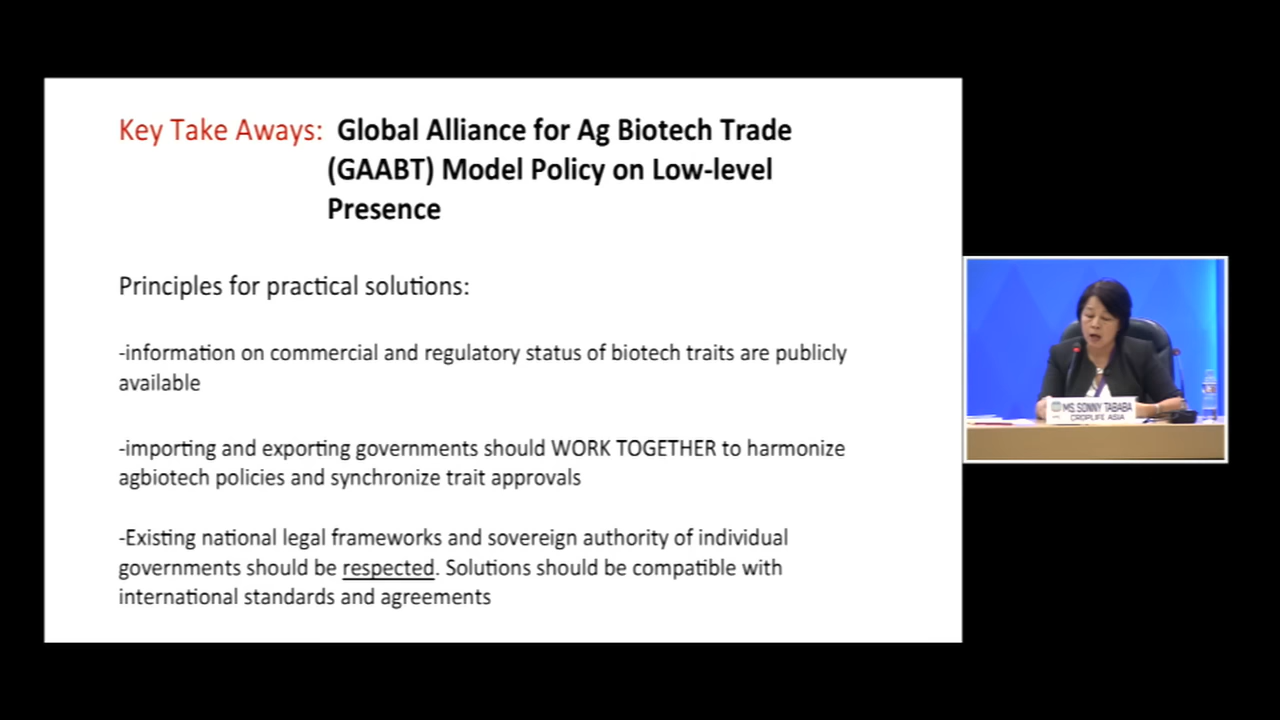 Key Take Aways: Global Alliance for Ag Biotech Trade
(GAABT) Model Policy on Low-level
Presence
Principles for practical solutions:
-information on commercial and regulatory status of biotech traits are publicly
available
-importing and exporting governments should WORK TOGETHER to harmonize
agbiotech policies and synchronize trait approvals
-Existing national legal frameworks and sovereign authority of individual
governments should be respected. Solutions should be compatible with
international standards and agreements
MS. SONNY TABABA
CROPLIFE ASIA